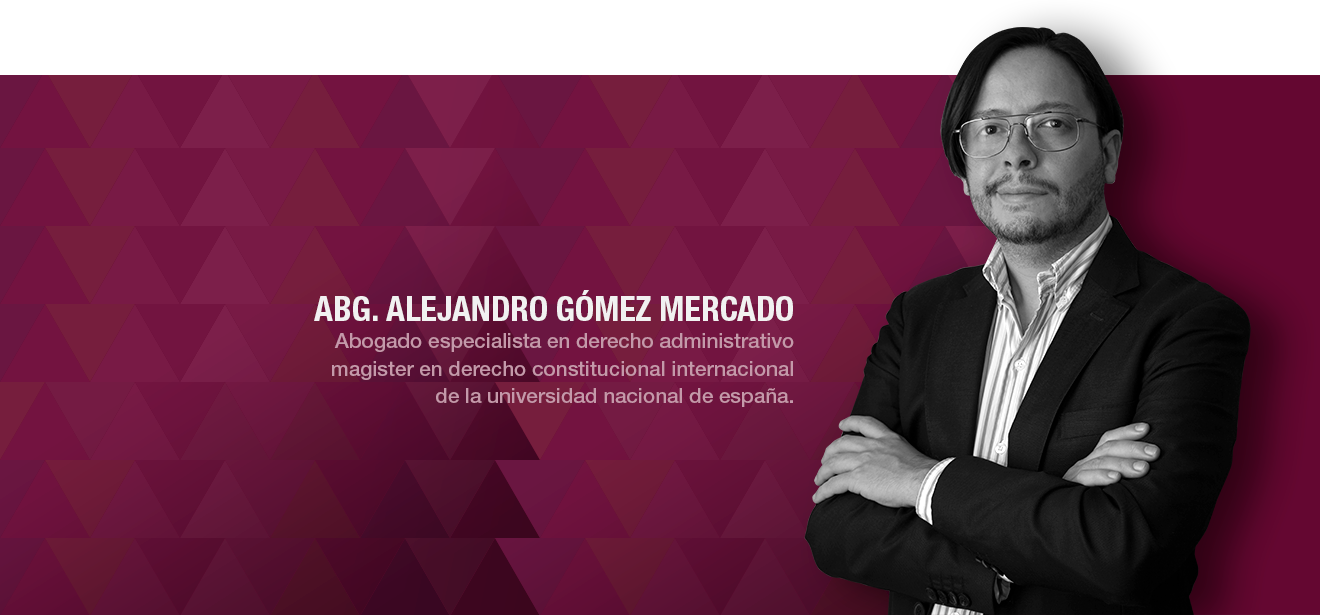 ABG. ALEJANDRO GÓMEZ MERCADO
Abogado especialista en derecho administrativo
magister en derecho constitucional internacional
de la universidad nacional de españa.